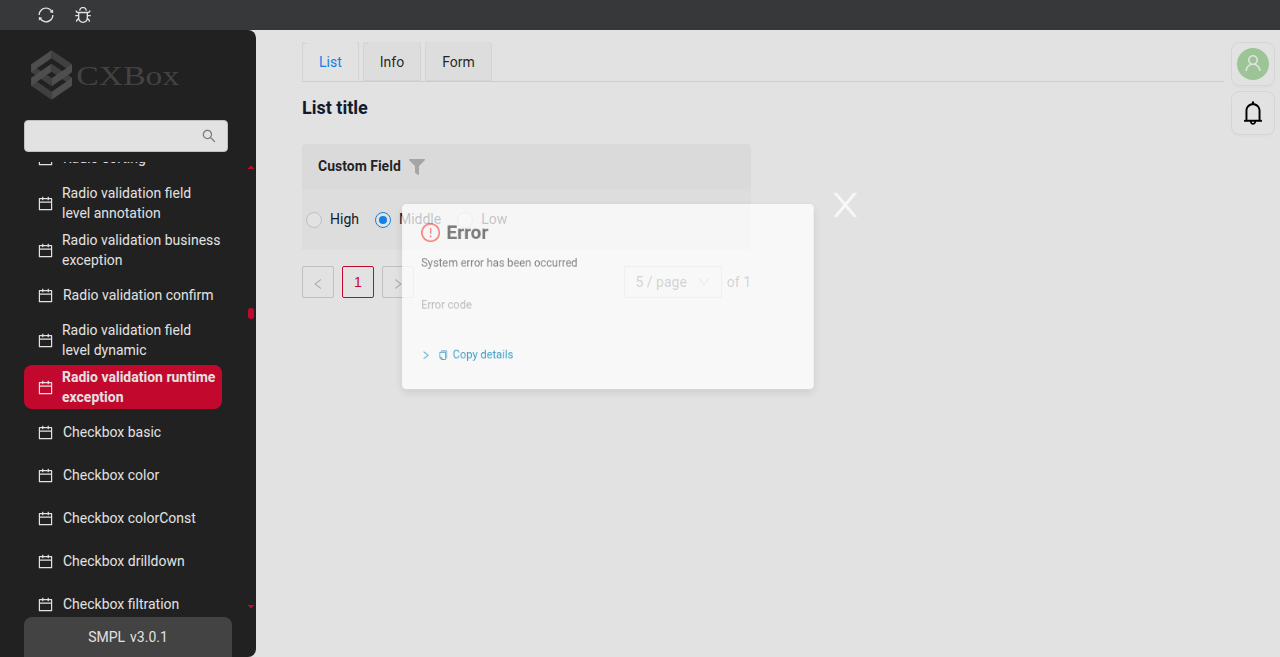 CXBox
Radio sorting
Radio validation field
level annotation
Radio validation business
exception
Radio validation confirm
Radio validation field
level dynamic
Radio validation runtime
exception
Checkbox basic
Checkbox color
Checkbox colorConst
Checkbox drilldown
Checkbox filtration
SMPL v3.0.1
List
Info
Form
List title
Custom Field
High
Middle
Low
1
5 / page
of 1
Error
System error has been occurred
Error code
Copy details